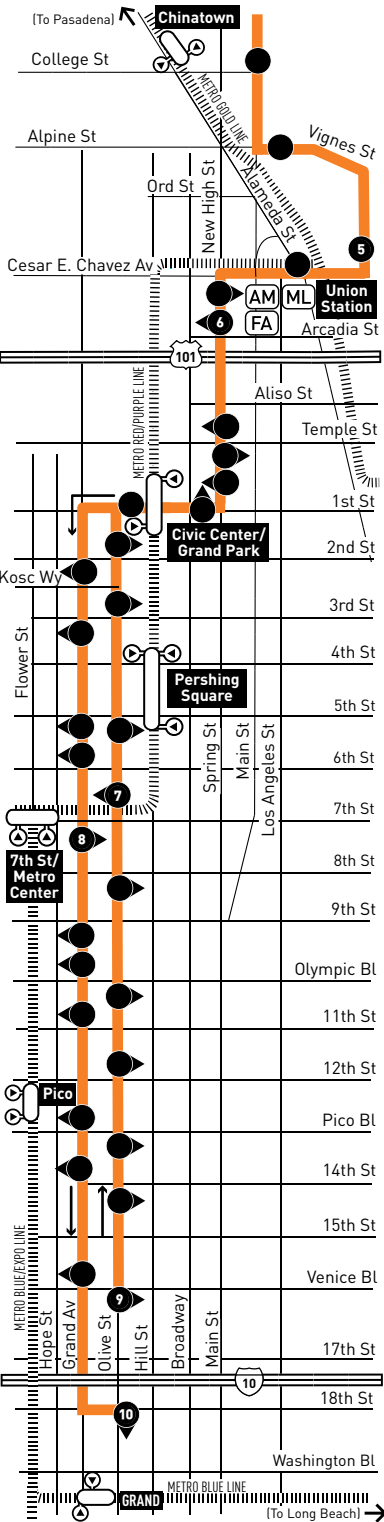 (To Pasadena)
Chinatown
College St
METRO GOLD LINE
Alpine St
Vignes St
Ord St
New High St
Alameda St
5
Cesar E. Chavez Av
AM
ML
Union
Station
6
FA
Arcadia St
101
METRO RED/PURPLE LINE
Aliso St
Temple St
1st St
Civic Center/
Grand Park
2nd St
Kosc Wy
3rd St
Flower St
4th St
Pershing
Square
5th St
Spring St
Main St
Los Angeles St
6th St
7
7th St
8
7th St/
Metro
Center
8th St
9th St
Olympic Bl
11th St
12th St
Pico
Pico Bl
14th St
15th St
METRO BLUE/EXPO LINE
Venice Bl
9
Hope St
Grand Av
Olive St
Hill St
Broadway
Main St
17th St
10
18th St
10
Washington Bl
METRO BLUE LINE
GRAND
(To Long Beach)